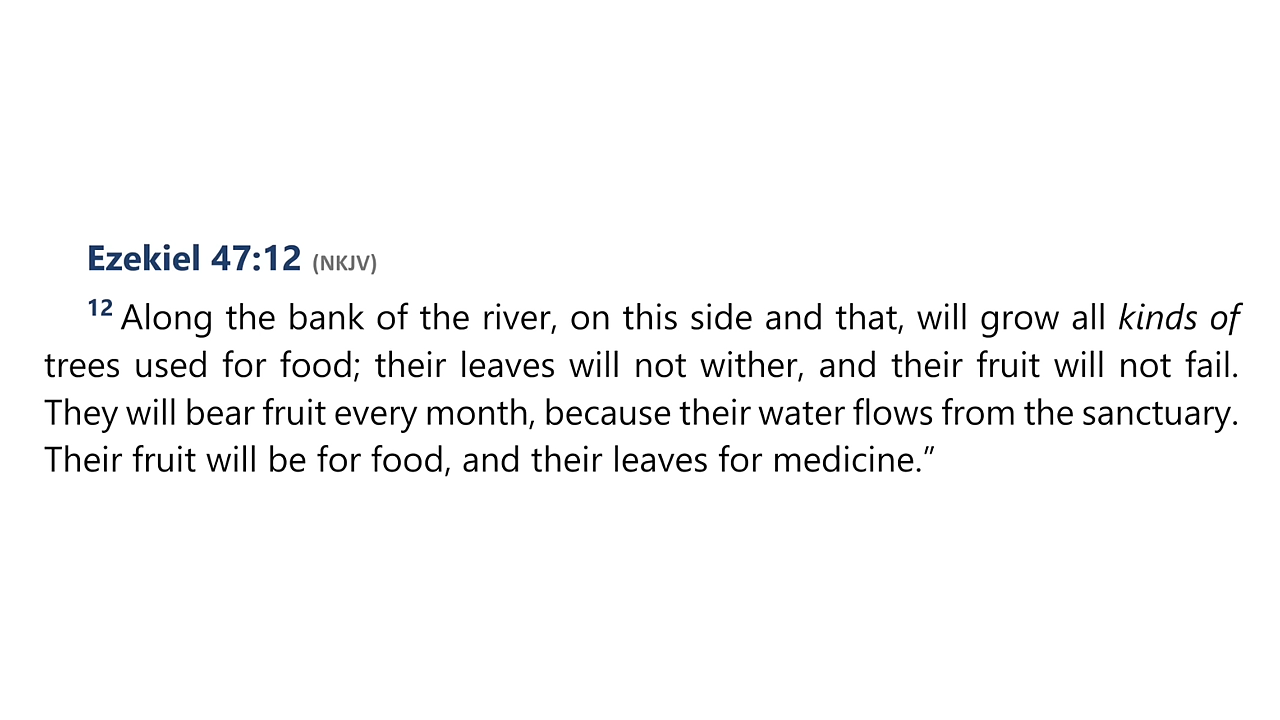 Ezekiel 47:12 (NKJV)
12 Along the bank of the river, on this side and that, will grow all kinds of
trees used for food; their leaves will not wither, and their fruit will not fail.
They will bear fruit every month, because their water flows from the sanctuary.
Their fruit will be for food, and their leaves for medicine.”